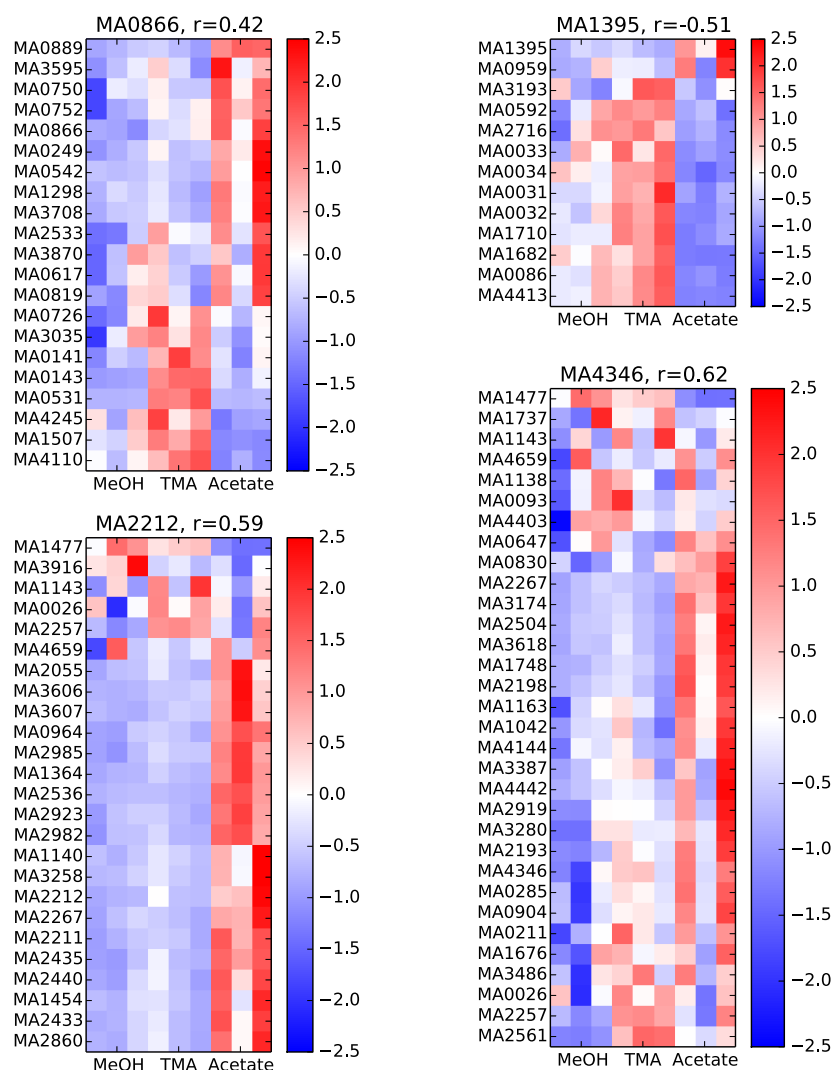 MA0866, r=0.42
MA0889
MA3595
MA0750
MA0752
MA0866
MA0249
MA0542
MA1298
MA3708
MA2533
MA3870
MA0617
MA0819
MA0726
MA3035
MA0141
MA0143
MA0531
MA4245
MA1507
MA4110
MeOH TMA Acetate
2.5
2.0
1.5
1.0
0.5
0.0
−0.5
−1.0
−1.5
−2.0
−2.5
MA1395, r=-0.51
MA1395
MA0959
MA3193
MA0592
MA2716
MA0033
MA0034
MA0031
MA0032
MA1710
MA1682
MA0086
MA4413
MeOH TMA Acetate
2.5
2.0
1.5
1.0
0.5
0.0
−0.5
−1.0
−1.5
−2.0
−2.5
MA2212, r=0.59
MA1477
MA3916
MA1143
MA0026
MA2257
MA4659
MA2055
MA3606
MA3607
MA0964
MA2985
MA1364
MA2536
MA2923
MA2982
MA1140
MA3258
MA2212
MA2267
MA2211
MA2435
MA2440
MA1454
MA2433
MA2860
MeOH TMA Acetate
2.5
2.0
1.5
1.0
0.5
0.0
−0.5
−1.0
−1.5
−2.0
−2.5
MA4346, r=0.62
MA1477
MA1737
MA1143
MA4659
MA1138
MA0093
MA4403
MA0647
MA0830
MA2267
MA3174
MA2504
MA3618
MA1748
MA2198
MA1163
MA1042
MA4144
MA3387
MA4442
MA2919
MA3280
MA2193
MA4346
MA0285
MA0904
MA0211
MA1676
MA3486
MA0026
MA2257
MA2561
MeOH TMA Acetate
2.5
2.0
1.5
1.0
0.5
0.0
−0.5
−1.0
−1.5
−2.0
−2.5